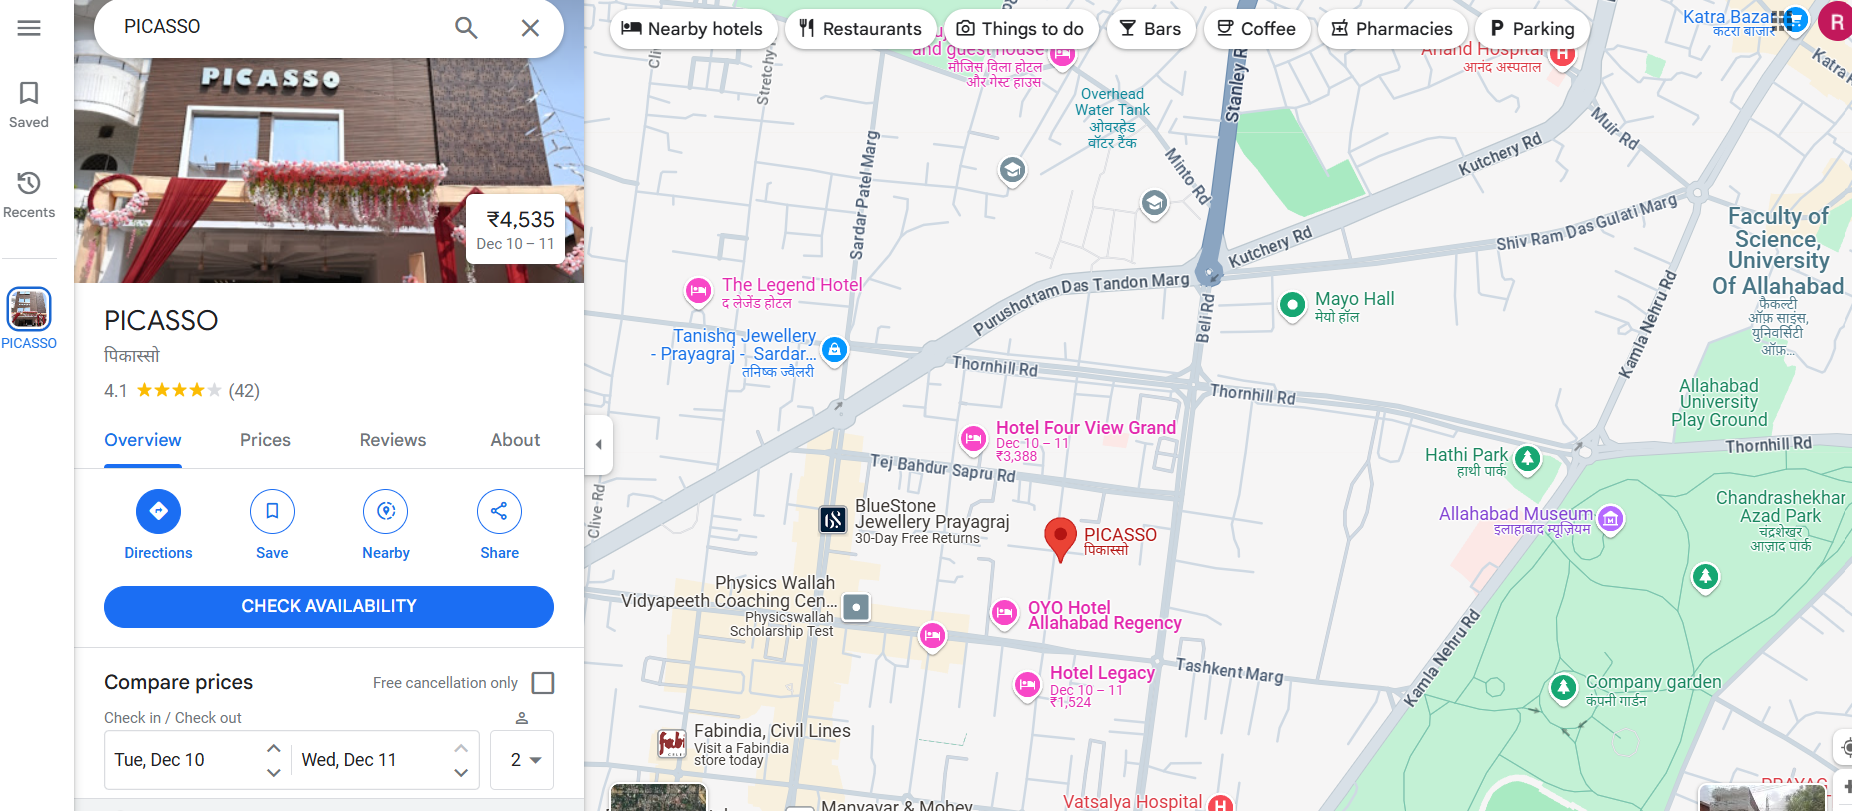 PICASSO
Saved
Recents
PICASSO
PICASSO
₹4,535
Dec 10 – 11
PICASSO
पिकास्सो
4.1
(42)
Overview
Prices
Reviews
About
Directions
Save
Nearby
Share
CHECK AVAILABILITY
Compare prices
Free cancellation only
Check in / Check out
Tue, Dec 10
Wed, Dec 11
2
Nearby hotels
Restaurants
Things to do
Bars
Coffee
Pharmacies
Parking
R
Katra Baza
कटरा बाजार
Katra
and guest house
मौजिस विला होटल
और गेस्ट हाउस
Stretchy
Overhead
Water Tank
ओवरहेड
वॉटर टैंक
Stanley R
Anand Hospital
आनंद अस्पताल
H
Muir Rd
Kutchery Rd
Minto Rd
Sardar Patel Marg
Kutchery Rd
Shiv Ram Das Gulati Marg
Faculty of
Science,
University
Of Allahabad
फैकल्टी
ऑफ़ साइंस,
युनिवर्सिटी
ऑफ़...
The Legend Hotel
द लेजेंड होटल
Purushottam Das Tandon Marg
Beli Rd
Mayo Hall
मेयो हॉल
Kamla Nehru Rd
Tanishq Jewellery
- Prayagraj - Sardar...
तनिष्क ज्वैलरी
Thornhill Rd
Thornhill Rd
Allahabad
University
Play Ground
Thornhill Rd
Hotel Four View Grand
Dec 10 – 11
₹3,388
Hathi Park
हाथी पार्क
Tej Bahdur Sapru Rd
Clive Rd
BlueStone
Jewellery Prayagraj
30-Day Free Returns
Allahabad Museum
इलाहाबाद म्यूज़ियम
Chandrashekhar
Azad Park
चंद्रशेखर
आज़ाद पार्क
PICASSO
पिकास्सो
Physics Wallah
Vidyapeeth Coaching Cen...
Physicswallah
Scholarship Test
OYO Hotel
Allahabad Regency
Kamla Nehru Rd
Tashkent Marg
Hotel Legacy
Dec 10 – 11
₹1,524
Company garden
कंपनी गार्डन
fabi
Fabindia, Civil Lines
Visit a Fabindia
store today
Manyavar & Mohey
Vatsalya Hospital
H
PRAYAG